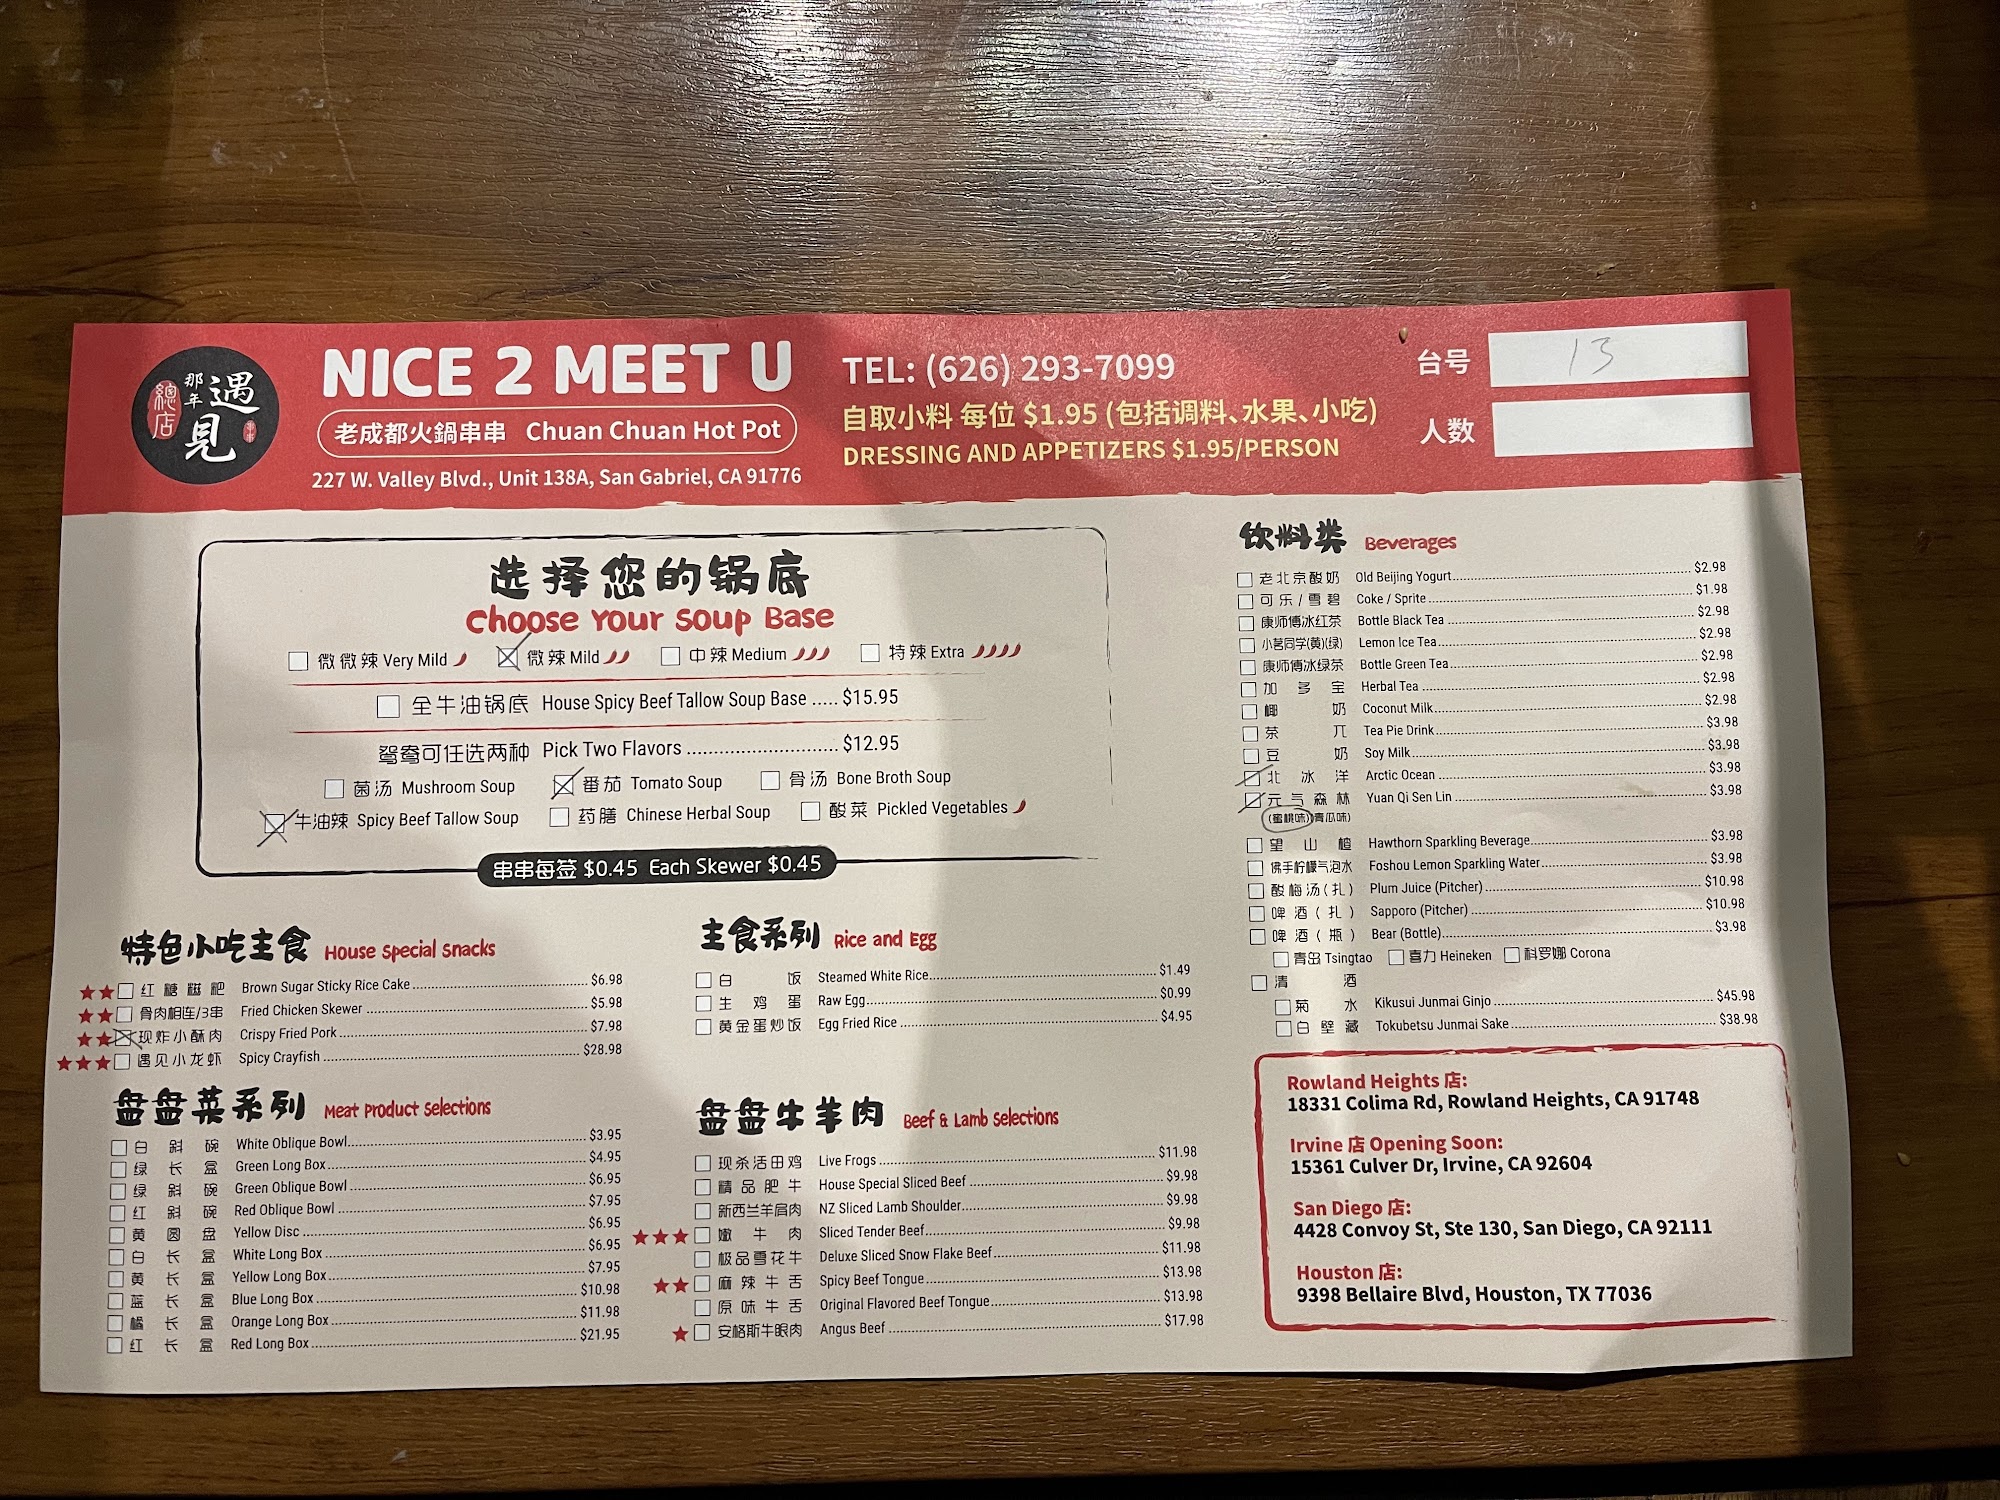 那年
遇見
總店
串串
NICE 2 MEET U
老成都火鍋串串 Chuan Chuan Hot Pot
227 W. Valley Blvd., Unit 138A, San Gabriel, CA 91776
TEL: (626) 293-7099
自取小料 每位 $1.95 (包括调料、水果、小吃)
DRESSING AND APPETIZERS $1.95/PERSON
台号 13
人数
选择您的锅底
Choose Your Soup Base
微微辣 Very Mild 微辣 Mild 中辣 Medium 特辣 Extra
全牛油锅底 House Spicy Beef Tallow Soup Base ..... $15.95
鸳鸯可任选两种 Pick Two Flavors ............................ $12.95
菌汤 Mushroom Soup 番茄 Tomato Soup 骨汤 Bone Broth Soup
牛油辣 Spicy Beef Tallow Soup 药膳 Chinese Herbal Soup 酸菜 Pickled Vegetables
串串每签 $0.45 Each Skewer $0.45
特色小吃主食 House Special Snacks
红糖糍粑 Brown Sugar Sticky Rice Cake $6.98
骨肉相连/3串 Fried Chicken Skewer $5.98
现炸小酥肉 Crispy Fried Pork $7.98
遇见小龙虾 Spicy Crayfish $28.98
主食系列 Rice and Egg
白饭 Steamed White Rice $1.49
生鸡蛋 Raw Egg $0.99
黄金蛋炒饭 Egg Fried Rice $4.95
盘盘菜系列 Meat Product Selections
白斜碗 White Oblique Bowl $3.95
绿长盒 Green Long Box $4.95
绿斜碗 Green Oblique Bowl $6.95
红斜碗 Red Oblique Bowl $7.95
黄圆盘 Yellow Disc $6.95
白长盒 White Long Box $6.95
黄长盒 Yellow Long Box $7.95
蓝长盒 Blue Long Box $10.98
橘长盒 Orange Long Box $11.98
红长盒 Red Long Box $21.95
盘盘牛羊肉 Beef & Lamb Selections
现杀活田鸡 Live Frogs $11.98
精品肥牛 House Special Sliced Beef $9.98
新西兰羊肩肉 NZ Sliced Lamb Shoulder $9.98
嫩牛肉 Sliced Tender Beef $9.98
极品雪花牛 Deluxe Sliced Snow Flake Beef $11.98
麻辣牛舌 Spicy Beef Tongue $13.98
原味牛舌 Original Flavored Beef Tongue $13.98
安格斯牛眼肉 Angus Beef $17.98
饮料类 Beverages
老北京酸奶 Old Beijing Yogurt $2.98
可乐/雪碧 Coke / Sprite $1.98
康师傅冰红茶 Bottle Black Tea $2.98
小茗同学(黄)(绿) Lemon Ice Tea $2.98
康师傅冰绿茶 Bottle Green Tea $2.98
加多宝 Herbal Tea $2.98
椰奶 Coconut Milk $2.98
茶π Tea Pie Drink $3.98
豆奶 Soy Milk $3.98
北冰洋 Arctic Ocean $3.98
元气森林 Yuan Qi Sen Lin $3.98
(蜜桃味)(青瓜味)
望山楂 Hawthorn Sparkling Beverage $3.98
佛手柠檬气泡水 Foshou Lemon Sparkling Water $3.98
酸梅汤(扎) Plum Juice (Pitcher) $10.98
啤酒(扎) Sapporo (Pitcher) $10.98
啤酒(瓶) Bear (Bottle) $3.98
青岛 Tsingtao 喜力 Heineken 科罗娜 Corona
清酒
菊水 Kikusui Junmai Ginjo $45.98
白壁藏 Tokubetsu Junmai Sake $38.98
Rowland Heights 店:
18331 Colima Rd, Rowland Heights, CA 91748
Irvine 店 Opening Soon:
15361 Culver Dr, Irvine, CA 92604
San Diego 店:
4428 Convoy St, Ste 130, San Diego, CA 92111
Houston 店:
9398 Bellaire Blvd, Houston, TX 77036